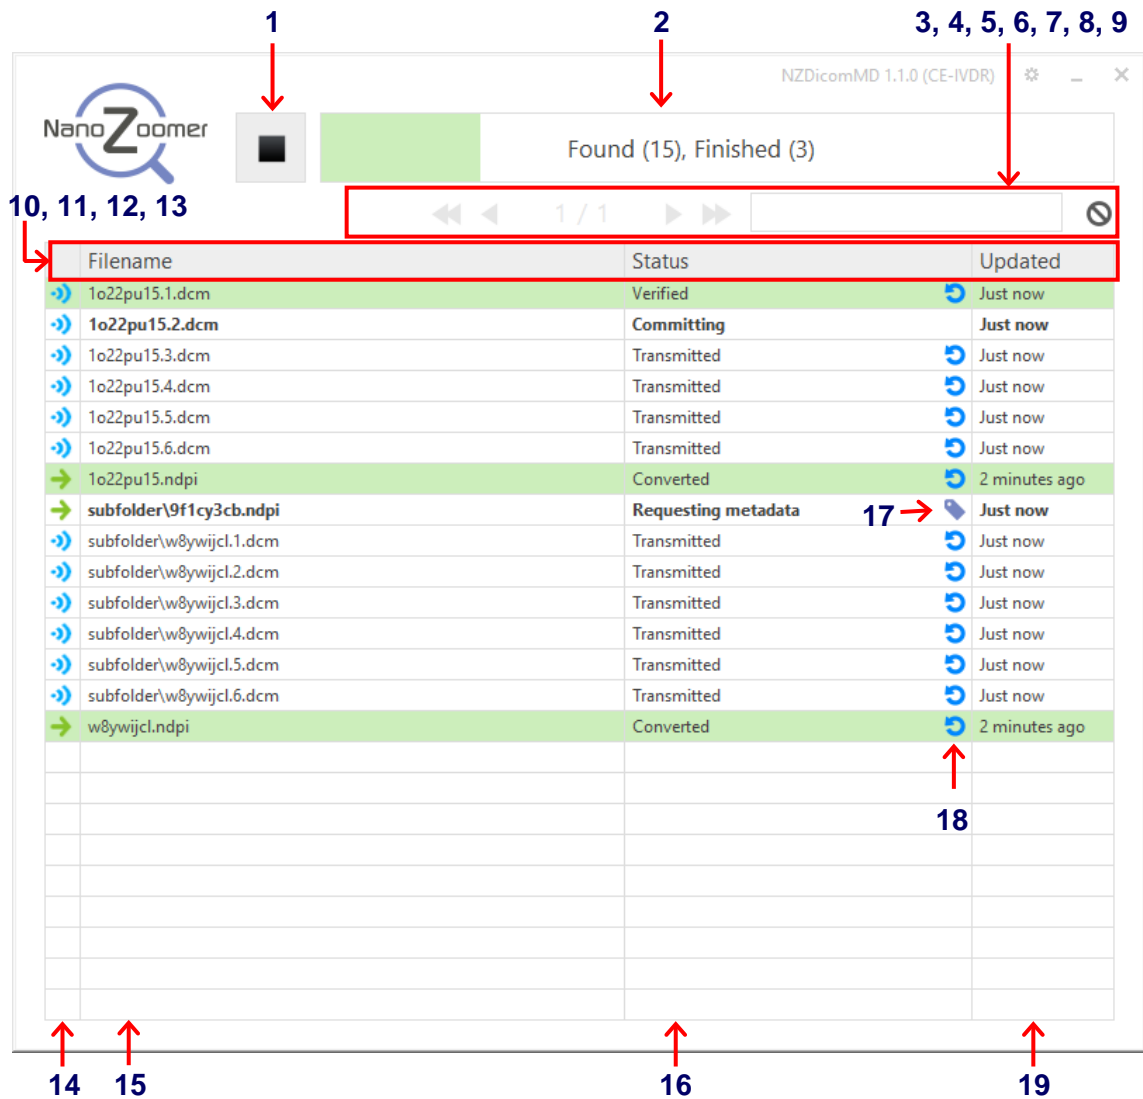 1 2 3, 4, 5, 6, 7, 8, 9
NZDicomMD 1.1.0 (CE-IVDR)
NanoZoomer
Found (15), Finished (3)
10, 11, 12, 13
1 / 1
Filename Status Updated
1o22pu15.1.dcm Verified Just now
1o22pu15.2.dcm Committing Just now
1o22pu15.3.dcm Transmitted Just now
1o22pu15.4.dcm Transmitted Just now
1o22pu15.5.dcm Transmitted Just now
1o22pu15.6.dcm Transmitted Just now
1o22pu15.ndpi Converted 2 minutes ago
subfolder\9f1cy3cb.ndpi Requesting metadata 17 Just now
subfolder\w8ywijcl.1.dcm Transmitted Just now
subfolder\w8ywijcl.2.dcm Transmitted Just now
subfolder\w8ywijcl.3.dcm Transmitted Just now
subfolder\w8ywijcl.4.dcm Transmitted Just now
subfolder\w8ywijcl.5.dcm Transmitted Just now
subfolder\w8ywijcl.6.dcm Transmitted Just now
w8ywijcl.ndpi Converted 2 minutes ago
18
14 15 16 19